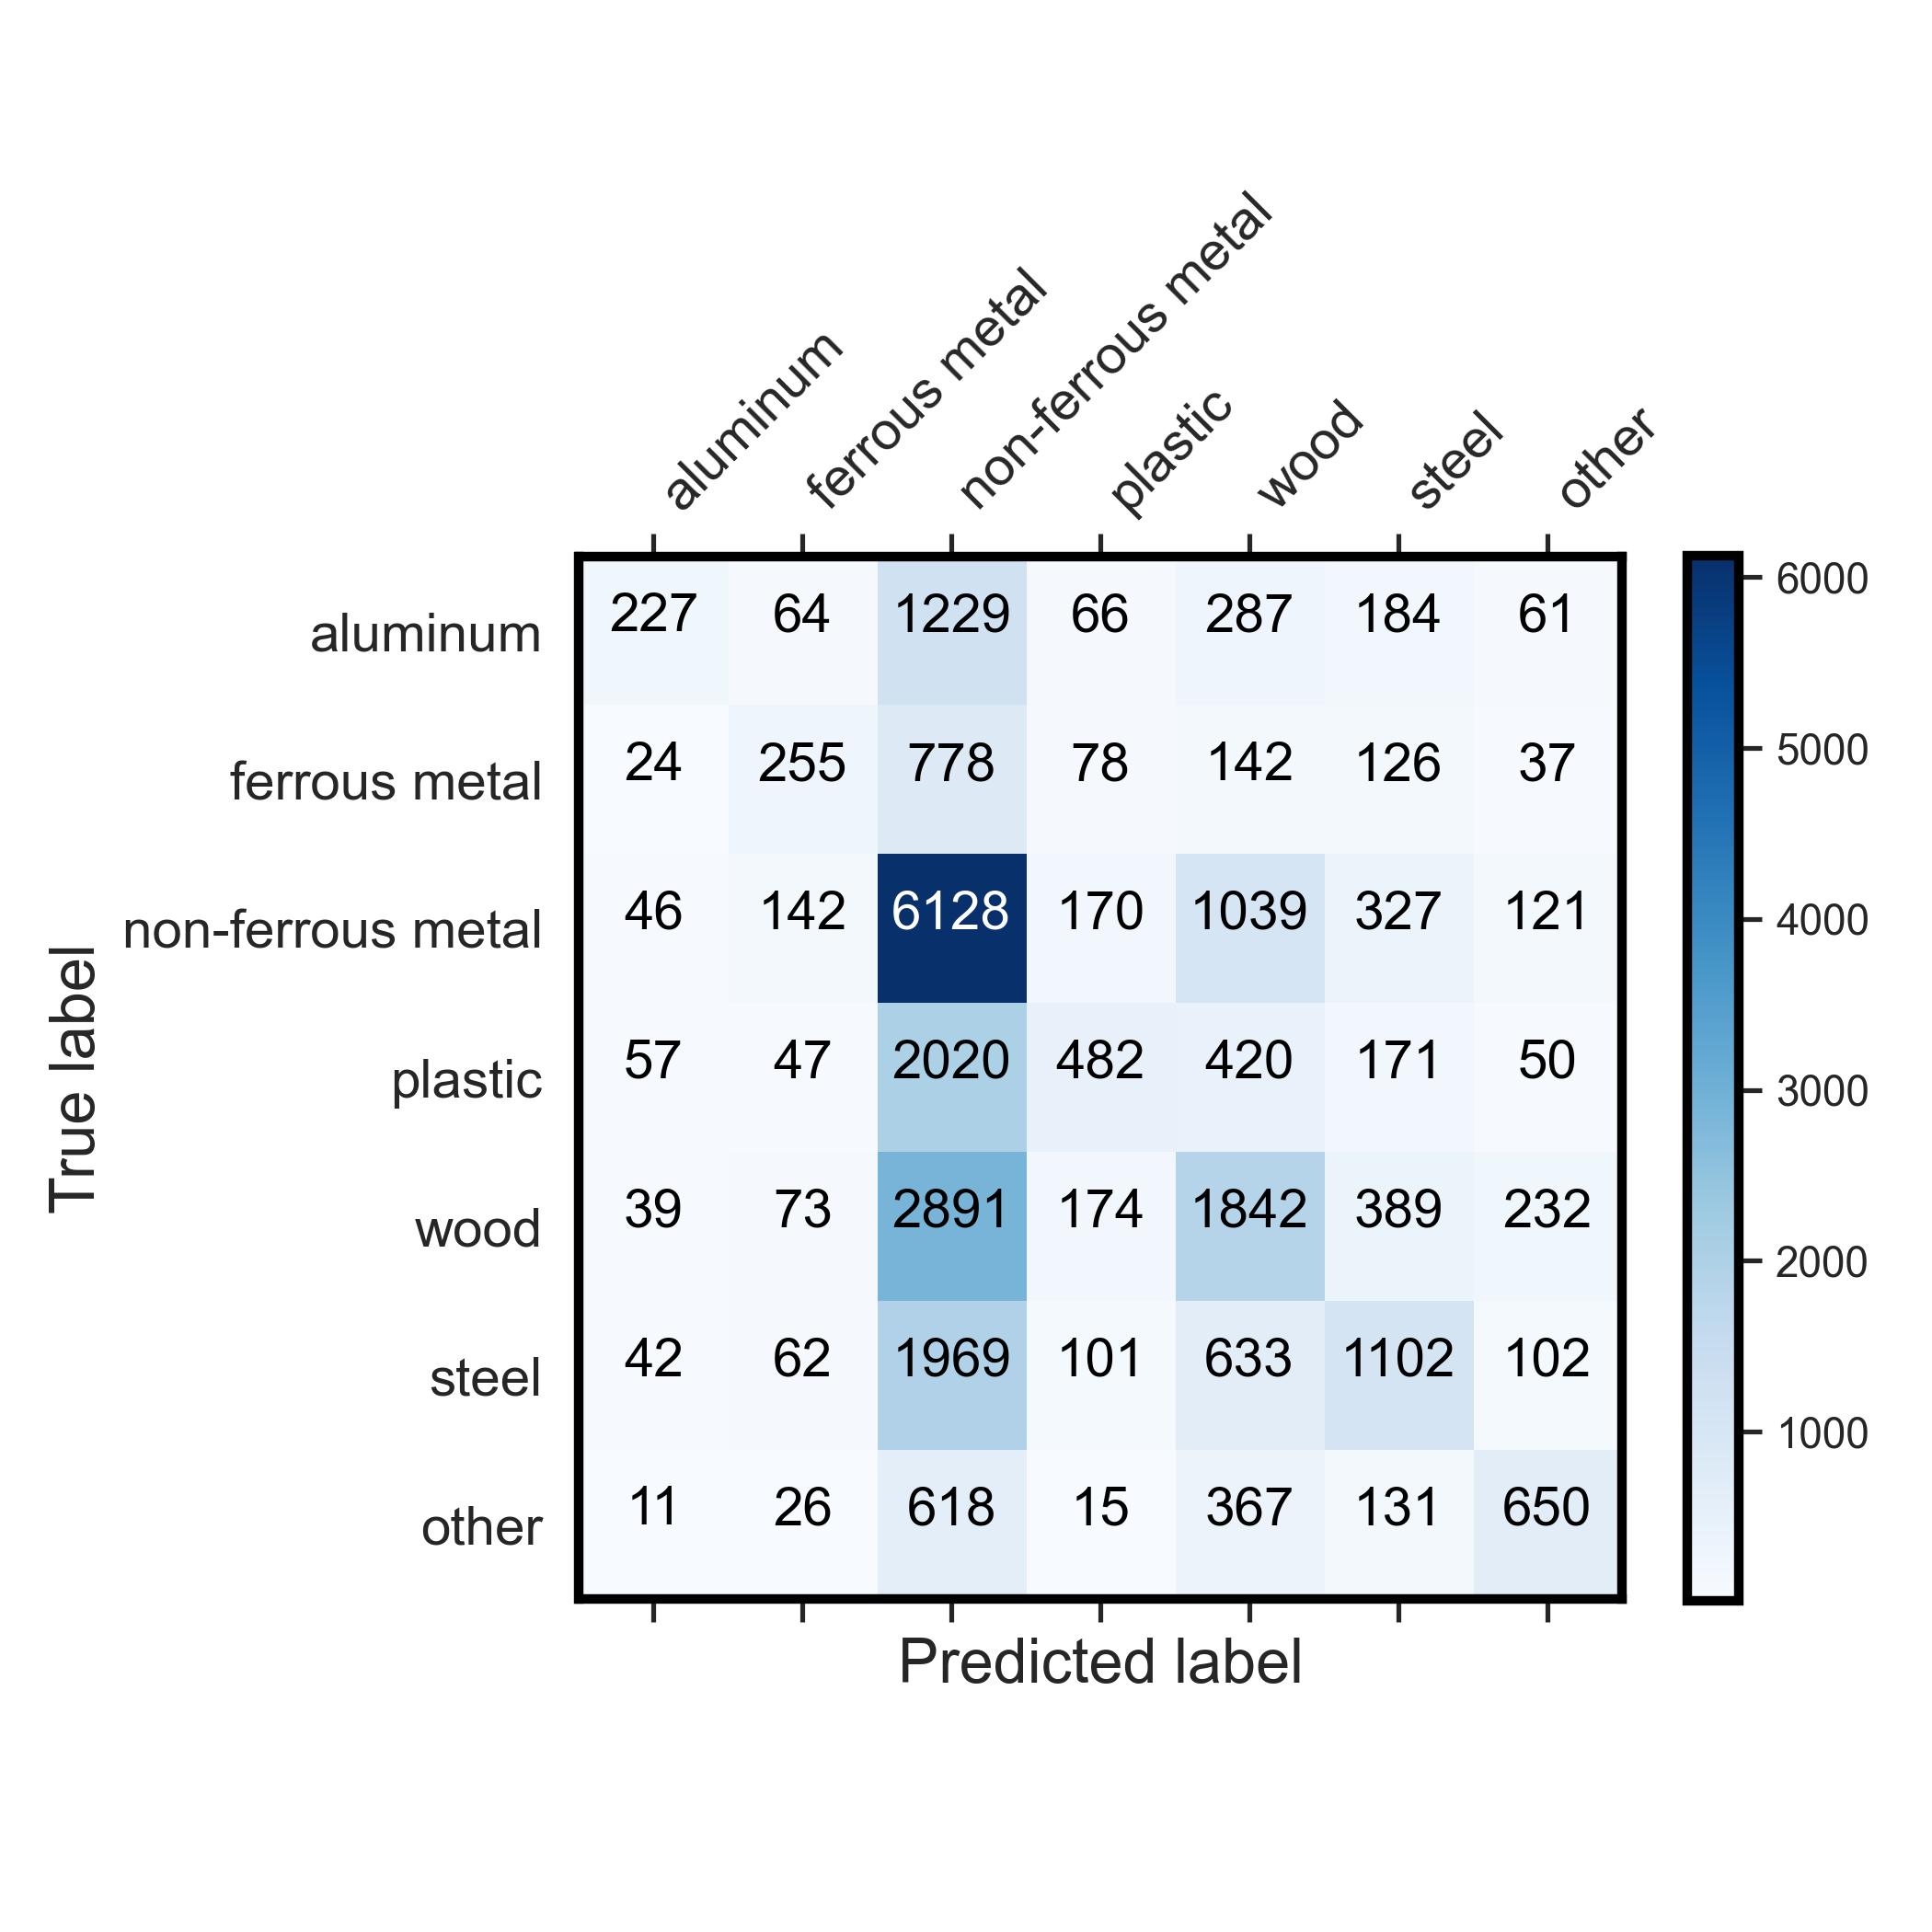 aluminum
ferrous metal
non-ferrous metal
plastic
wood
steel
other
aluminum 227 64 1229 66 287 184 61
ferrous metal 24 255 778 78 142 126 37
non-ferrous metal 46 142 6128 170 1039 327 121
plastic 57 47 2020 482 420 171 50
wood 39 73 2891 174 1842 389 232
steel 42 62 1969 101 633 1102 102
other 11 26 618 15 367 131 650
True label
Predicted label
6000
5000
4000
3000
2000
1000